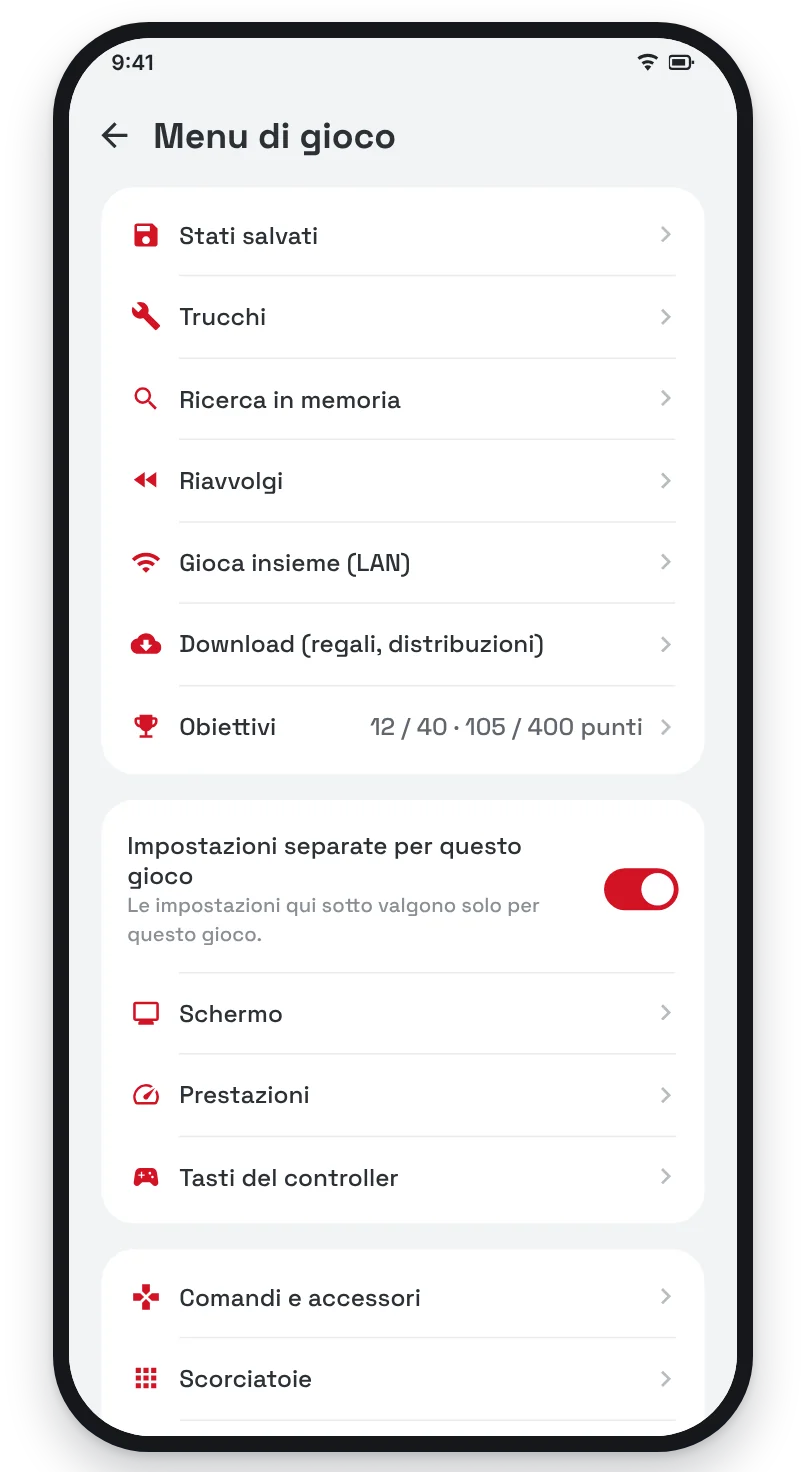 9:41
Menu di gioco
Stati salvati
Trucchi
Ricerca in memoria
Riavvolgi
Gioca insieme (LAN)
Download (regali, distribuzioni)
Obiettivi 12 / 40 · 105 / 400 punti
Impostazioni separate per questo
gioco
Le impostazioni qui sotto valgono solo per
questo gioco.
Schermo
Prestazioni
Tasti del controller
Comandi e accessori
Scorciatoie